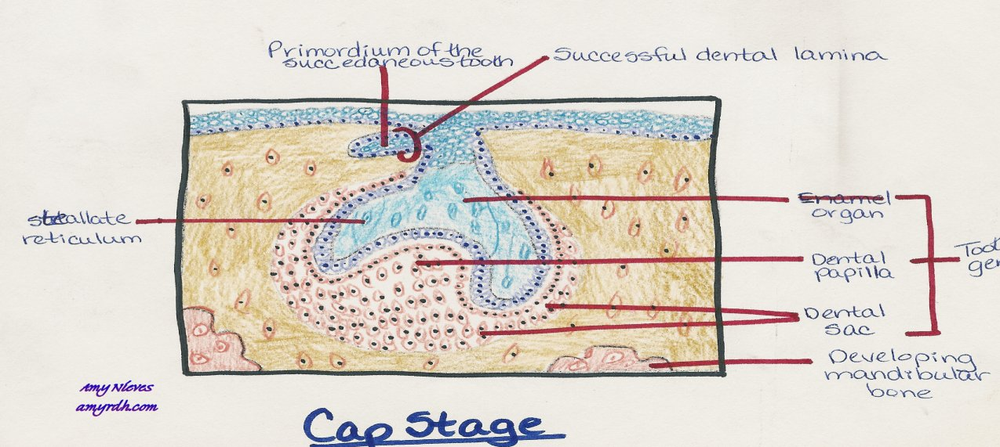 Primordium of the
succedaneous tooth
Successful dental lamina
stellate
reticulum
Enamel
organ
Dental
papilla
Dental
sac
Developing
mandibular
bone
Amy Nieves
amyrdh.com
Cap Stage